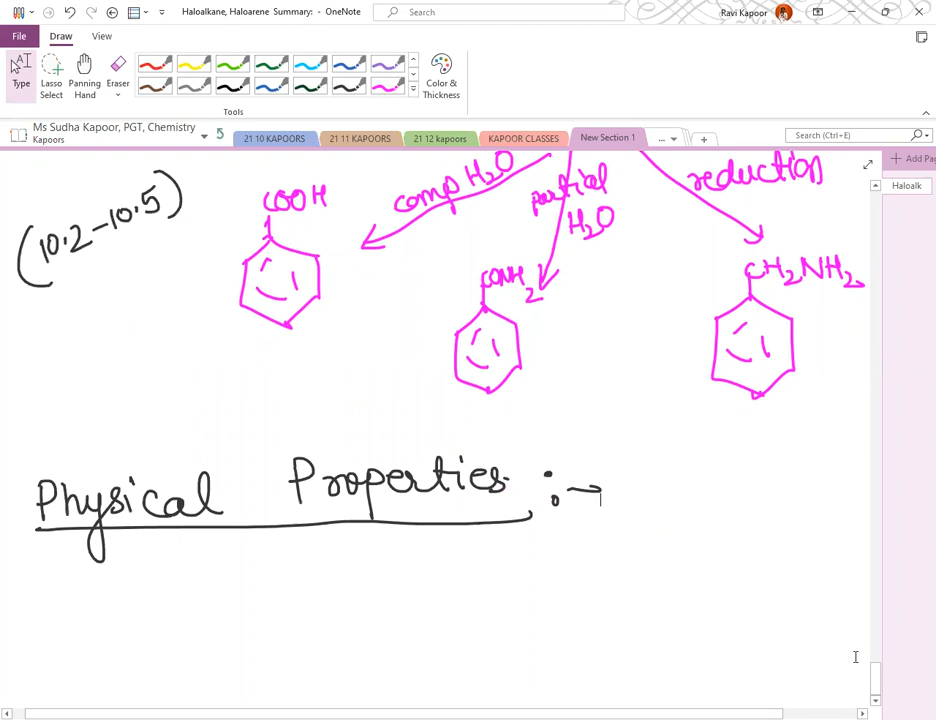 Haloalkane, Haloarene Summary: - OneNote
Search
Ravi Kapoor
File
Draw
View
Type
Lasso Select
Panning Hand
Eraser
Color & Thickness
Tools
Ms Sudha Kapoor, PGT, Chemistry
Kapoors
21 10 KAPOORS
21 11 KAPOORS
21 12 kapoors
KAPOOR CLASSES
New Section 1
...
Search (Ctrl+E)
Add Pag
Haloalk
(10.2-10.5)
COOH
comp H2O
partial
H2O
reduction
CONH2
CH2NH2
Physical Properties :→